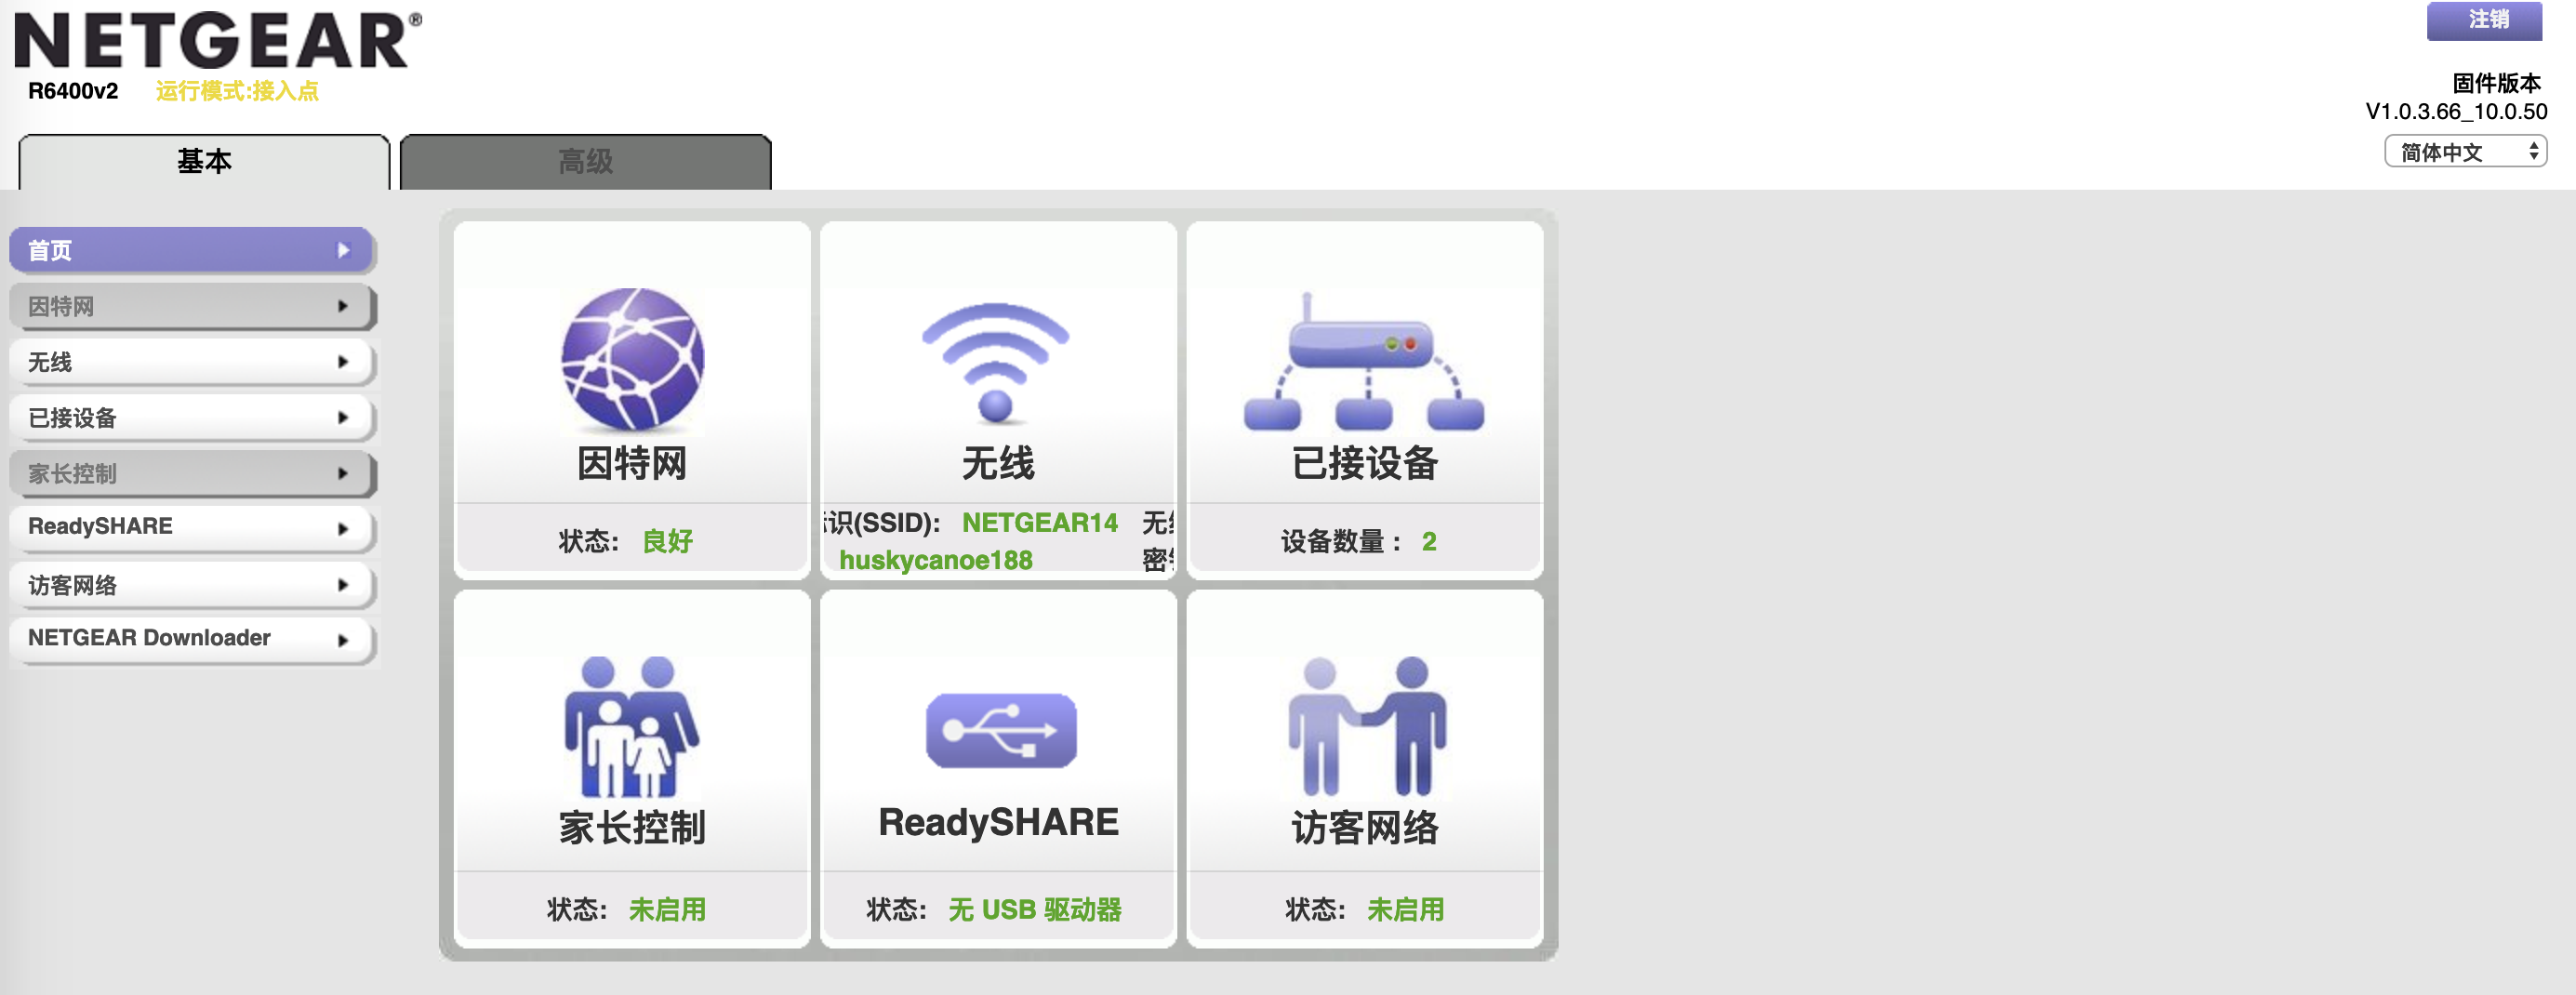 NETGEAR®
注销
R6400v2 运行模式:接入点
固件版本
V1.0.3.66_10.0.50
简体中文
基本
高级
首页
因特网
无线
已接设备
家长控制
ReadySHARE
访客网络
NETGEAR Downloader
因特网
状态: 良好
无线
识(SSID): NETGEAR14 无
huskycanoe188
已接设备
设备数量 : 2
家长控制
状态: 未启用
ReadySHARE
状态: 无 USB 驱动器
访客网络
状态: 未启用